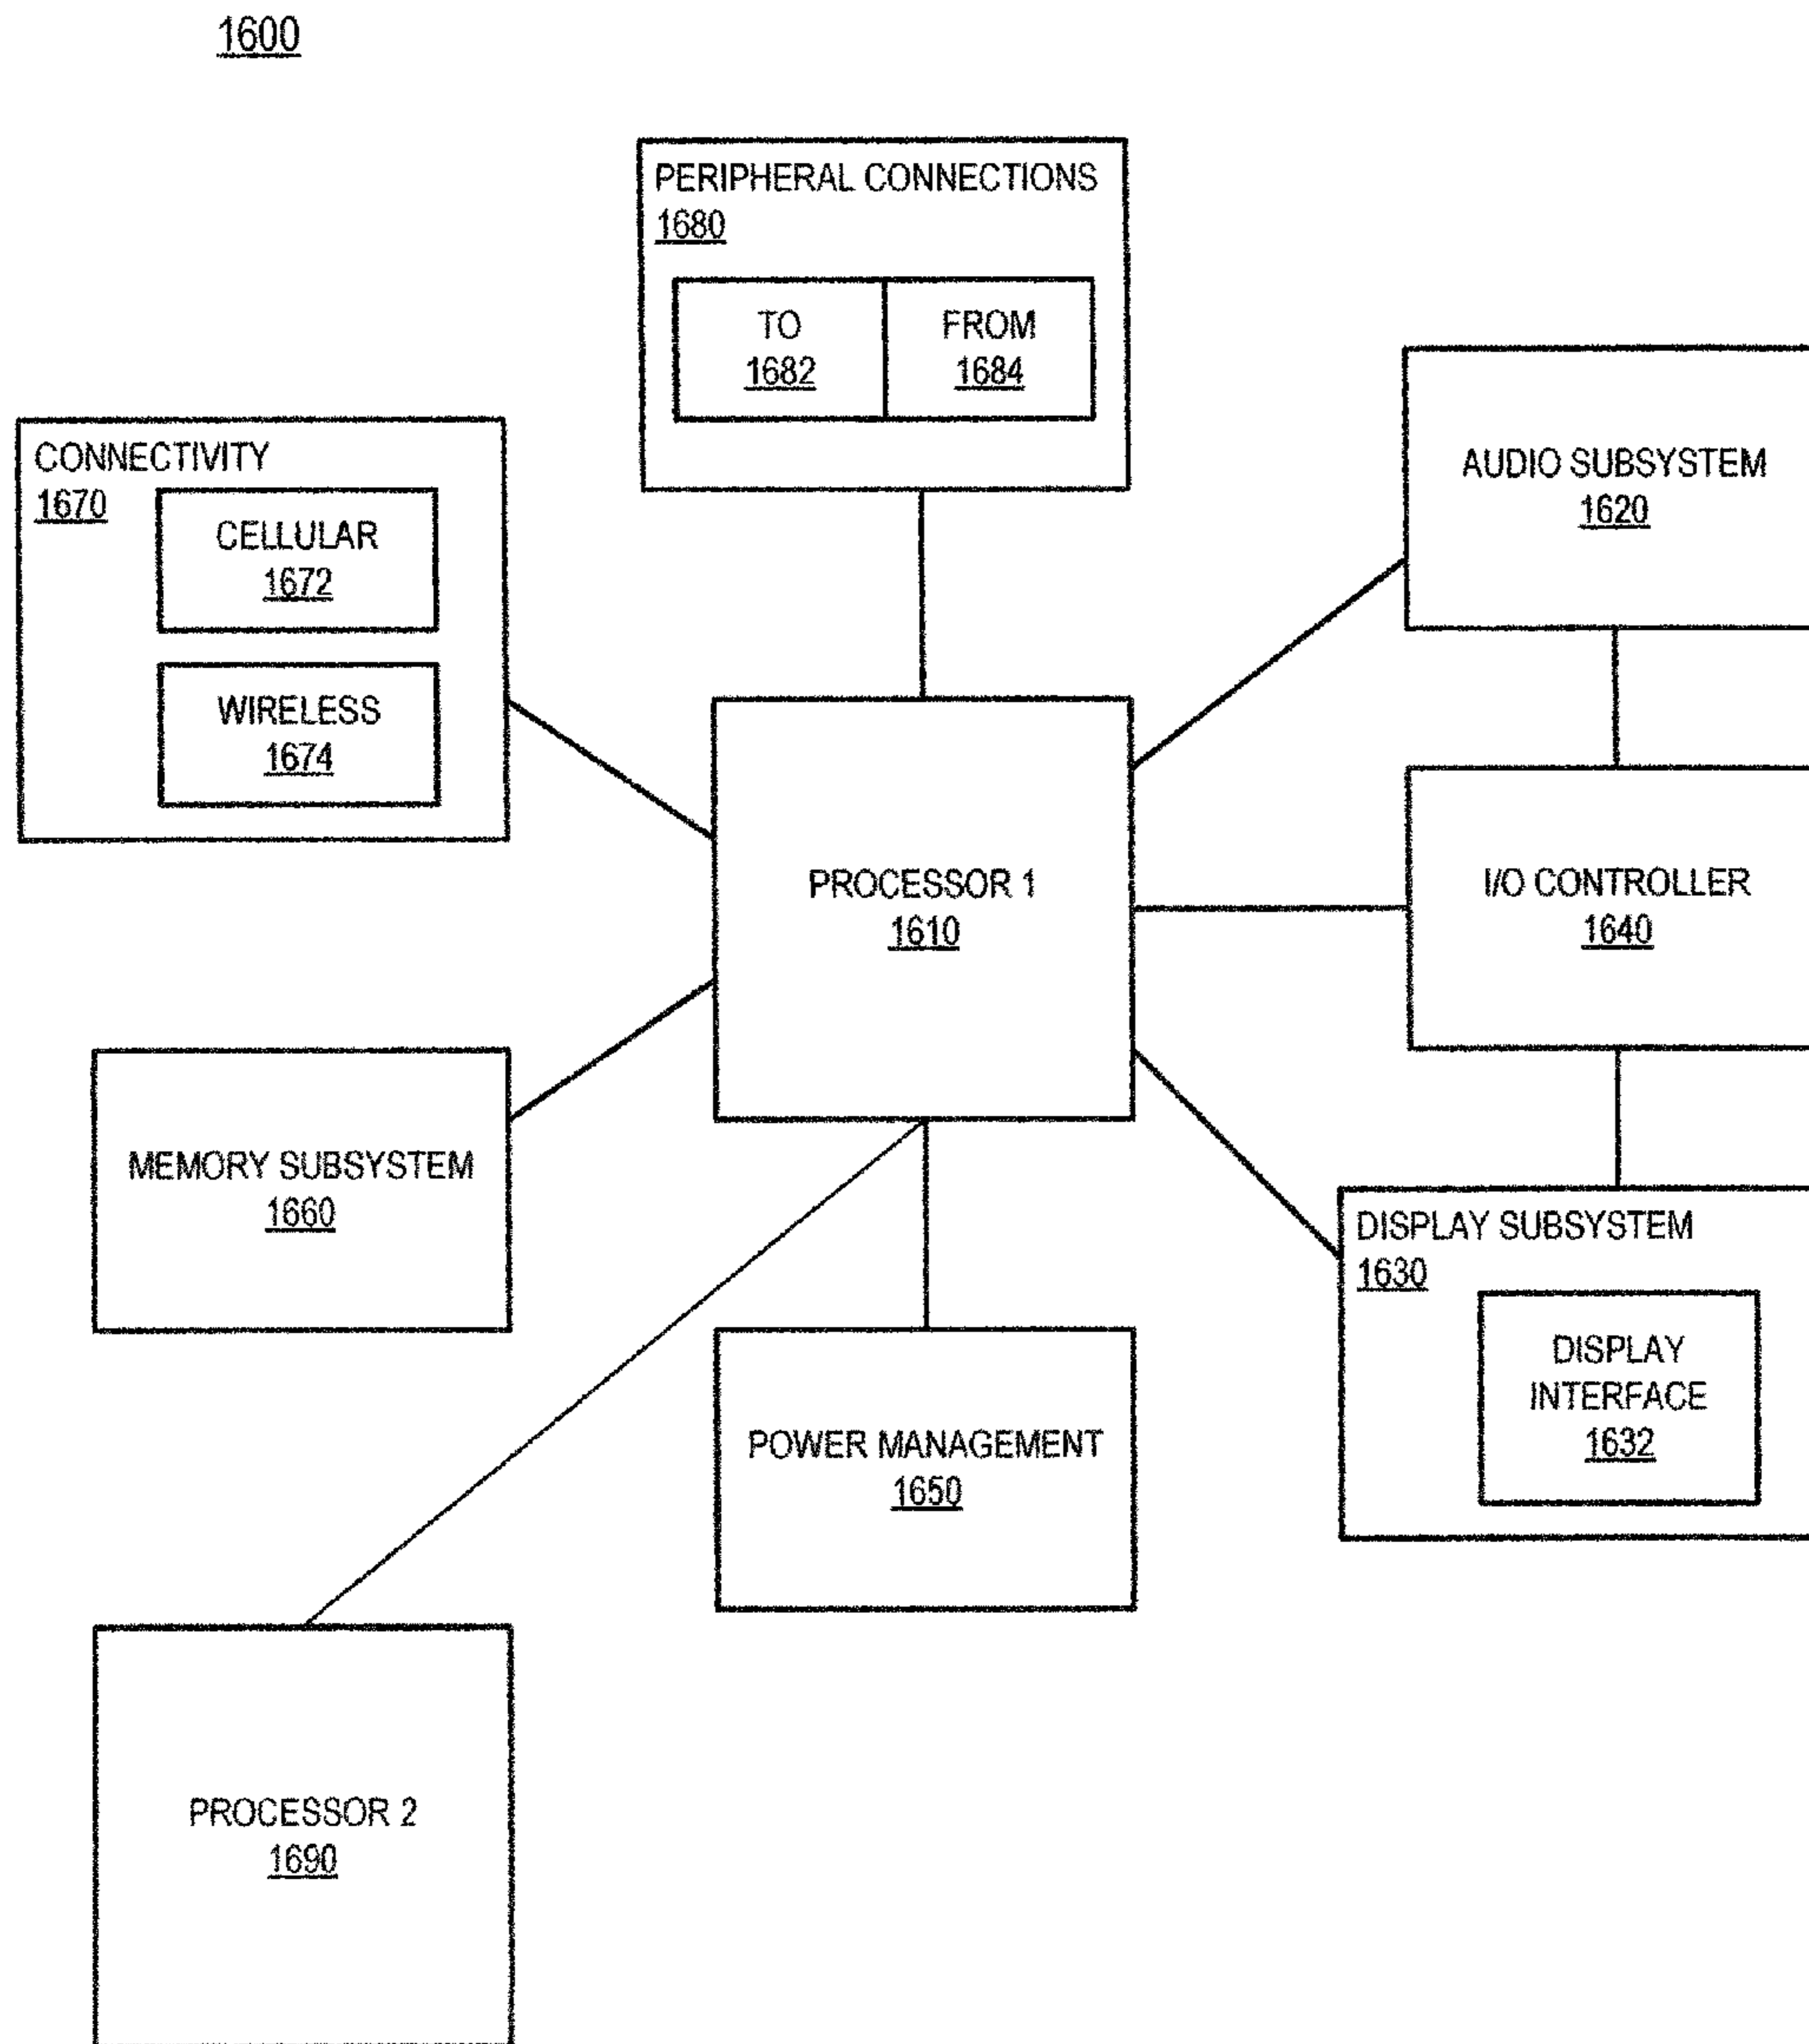 1600
PERIPHERAL CONNECTIONS
1680
TO
1682
FROM
1684
CONNECTIVITY
1670
CELLULAR
1672
WIRELESS
1674
AUDIO SUBSYSTEM
1620
PROCESSOR 1
1610
I/O CONTROLLER
1640
MEMORY SUBSYSTEM
1660
DISPLAY SUBSYSTEM
1630
DISPLAY
INTERFACE
1632
POWER MANAGEMENT
1650
PROCESSOR 2
1690